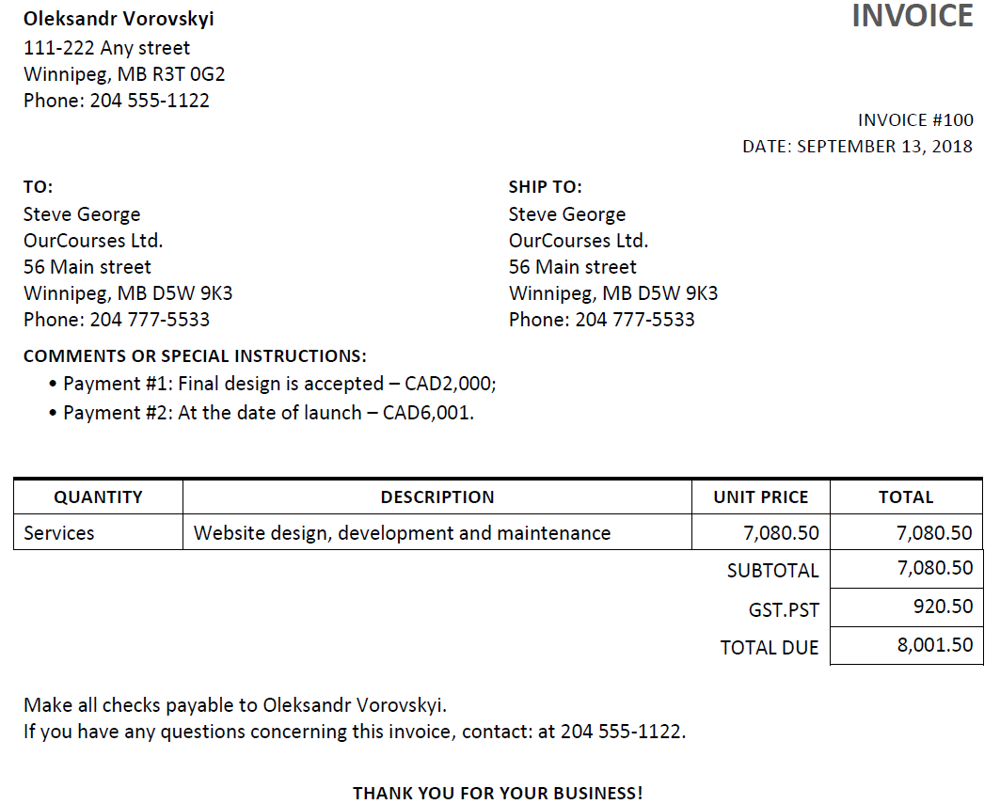 Oleksandr Vorovskyi
INVOICE
111-222 Any street
Winnipeg, MB R3T 0G2
Phone: 204 555-1122
INVOICE #100
DATE: SEPTEMBER 13, 2018
TO:
Steve George
OurCourses Ltd.
56 Main street
Winnipeg, MB D5W 9K3
Phone: 204 777-5533
SHIP TO:
Steve George
OurCourses Ltd.
56 Main street
Winnipeg, MB D5W 9K3
Phone: 204 777-5533
COMMENTS OR SPECIAL INSTRUCTIONS:
• Payment #1: Final design is accepted – CAD2,000;
• Payment #2: At the date of launch – CAD6,001.
QUANTITY DESCRIPTION UNIT PRICE TOTAL
Services Website design, development and maintenance 7,080.50 7,080.50
SUBTOTAL 7,080.50
GST.PST 920.50
TOTAL DUE 8,001.50
Make all checks payable to Oleksandr Vorovskyi.
If you have any questions concerning this invoice, contact: at 204 555-1122.
THANK YOU FOR YOUR BUSINESS!